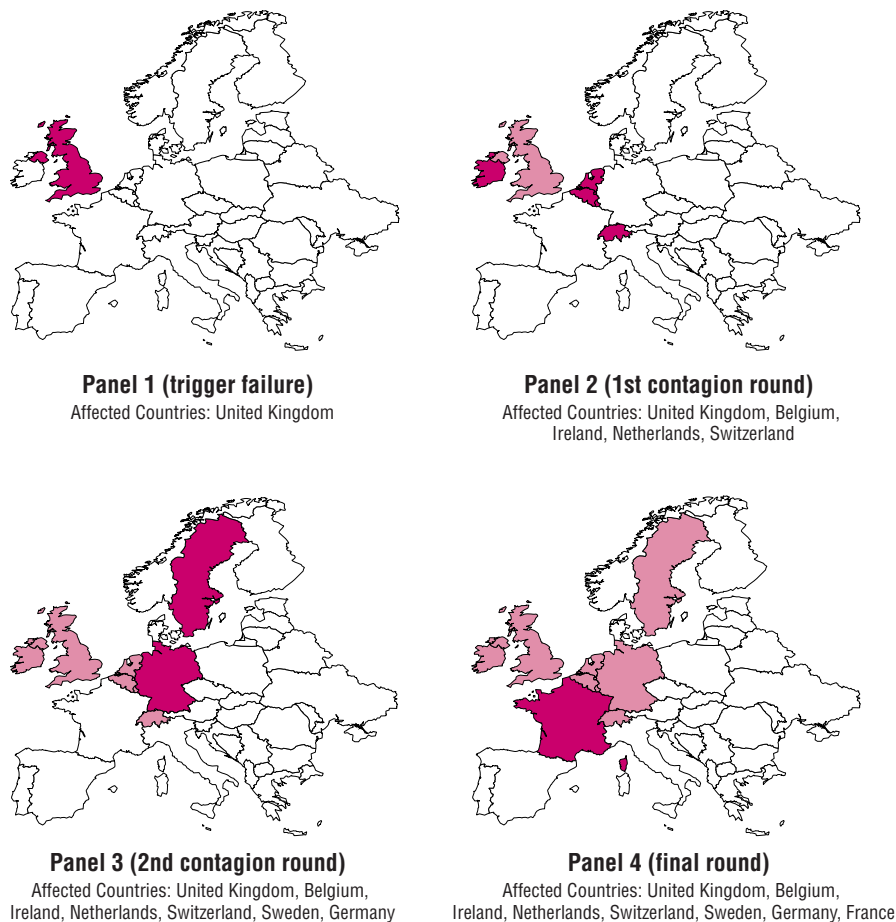 Panel 1 (trigger failure)
Affected Countries: United Kingdom
Panel 2 (1st contagion round)
Affected Countries: United Kingdom, Belgium,
Ireland, Netherlands, Switzerland
Panel 3 (2nd contagion round)
Affected Countries: United Kingdom, Belgium,
Ireland, Netherlands, Switzerland, Sweden, Germany
Panel 4 (final round)
Affected Countries: United Kingdom, Belgium,
Ireland, Netherlands, Switzerland, Sweden, Germany, France